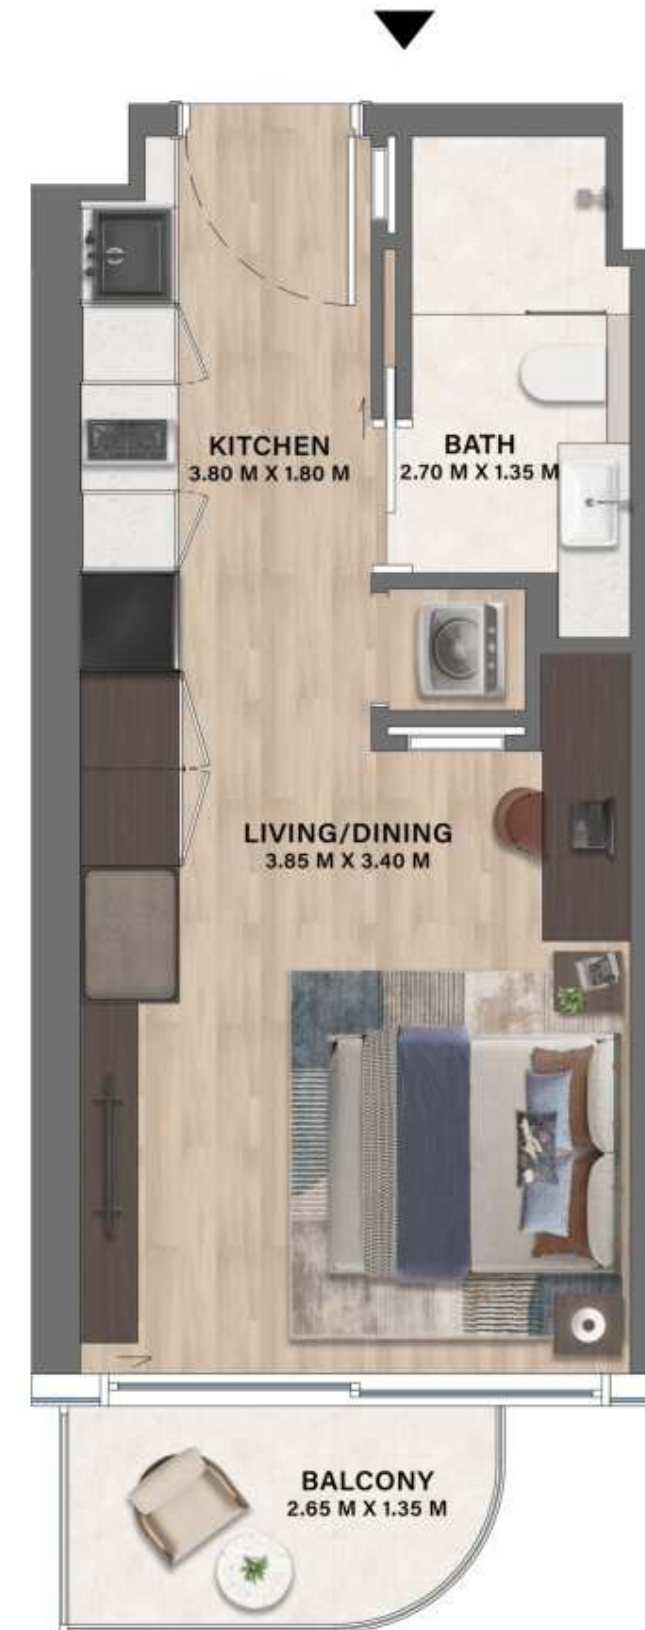 KITCHEN
3.80 M X 1.80 M
BATH
2.70 M X 1.35 M
LIVING/DINING
3.85 M X 3.40 M
BALCONY
2.65 M X 1.35 M